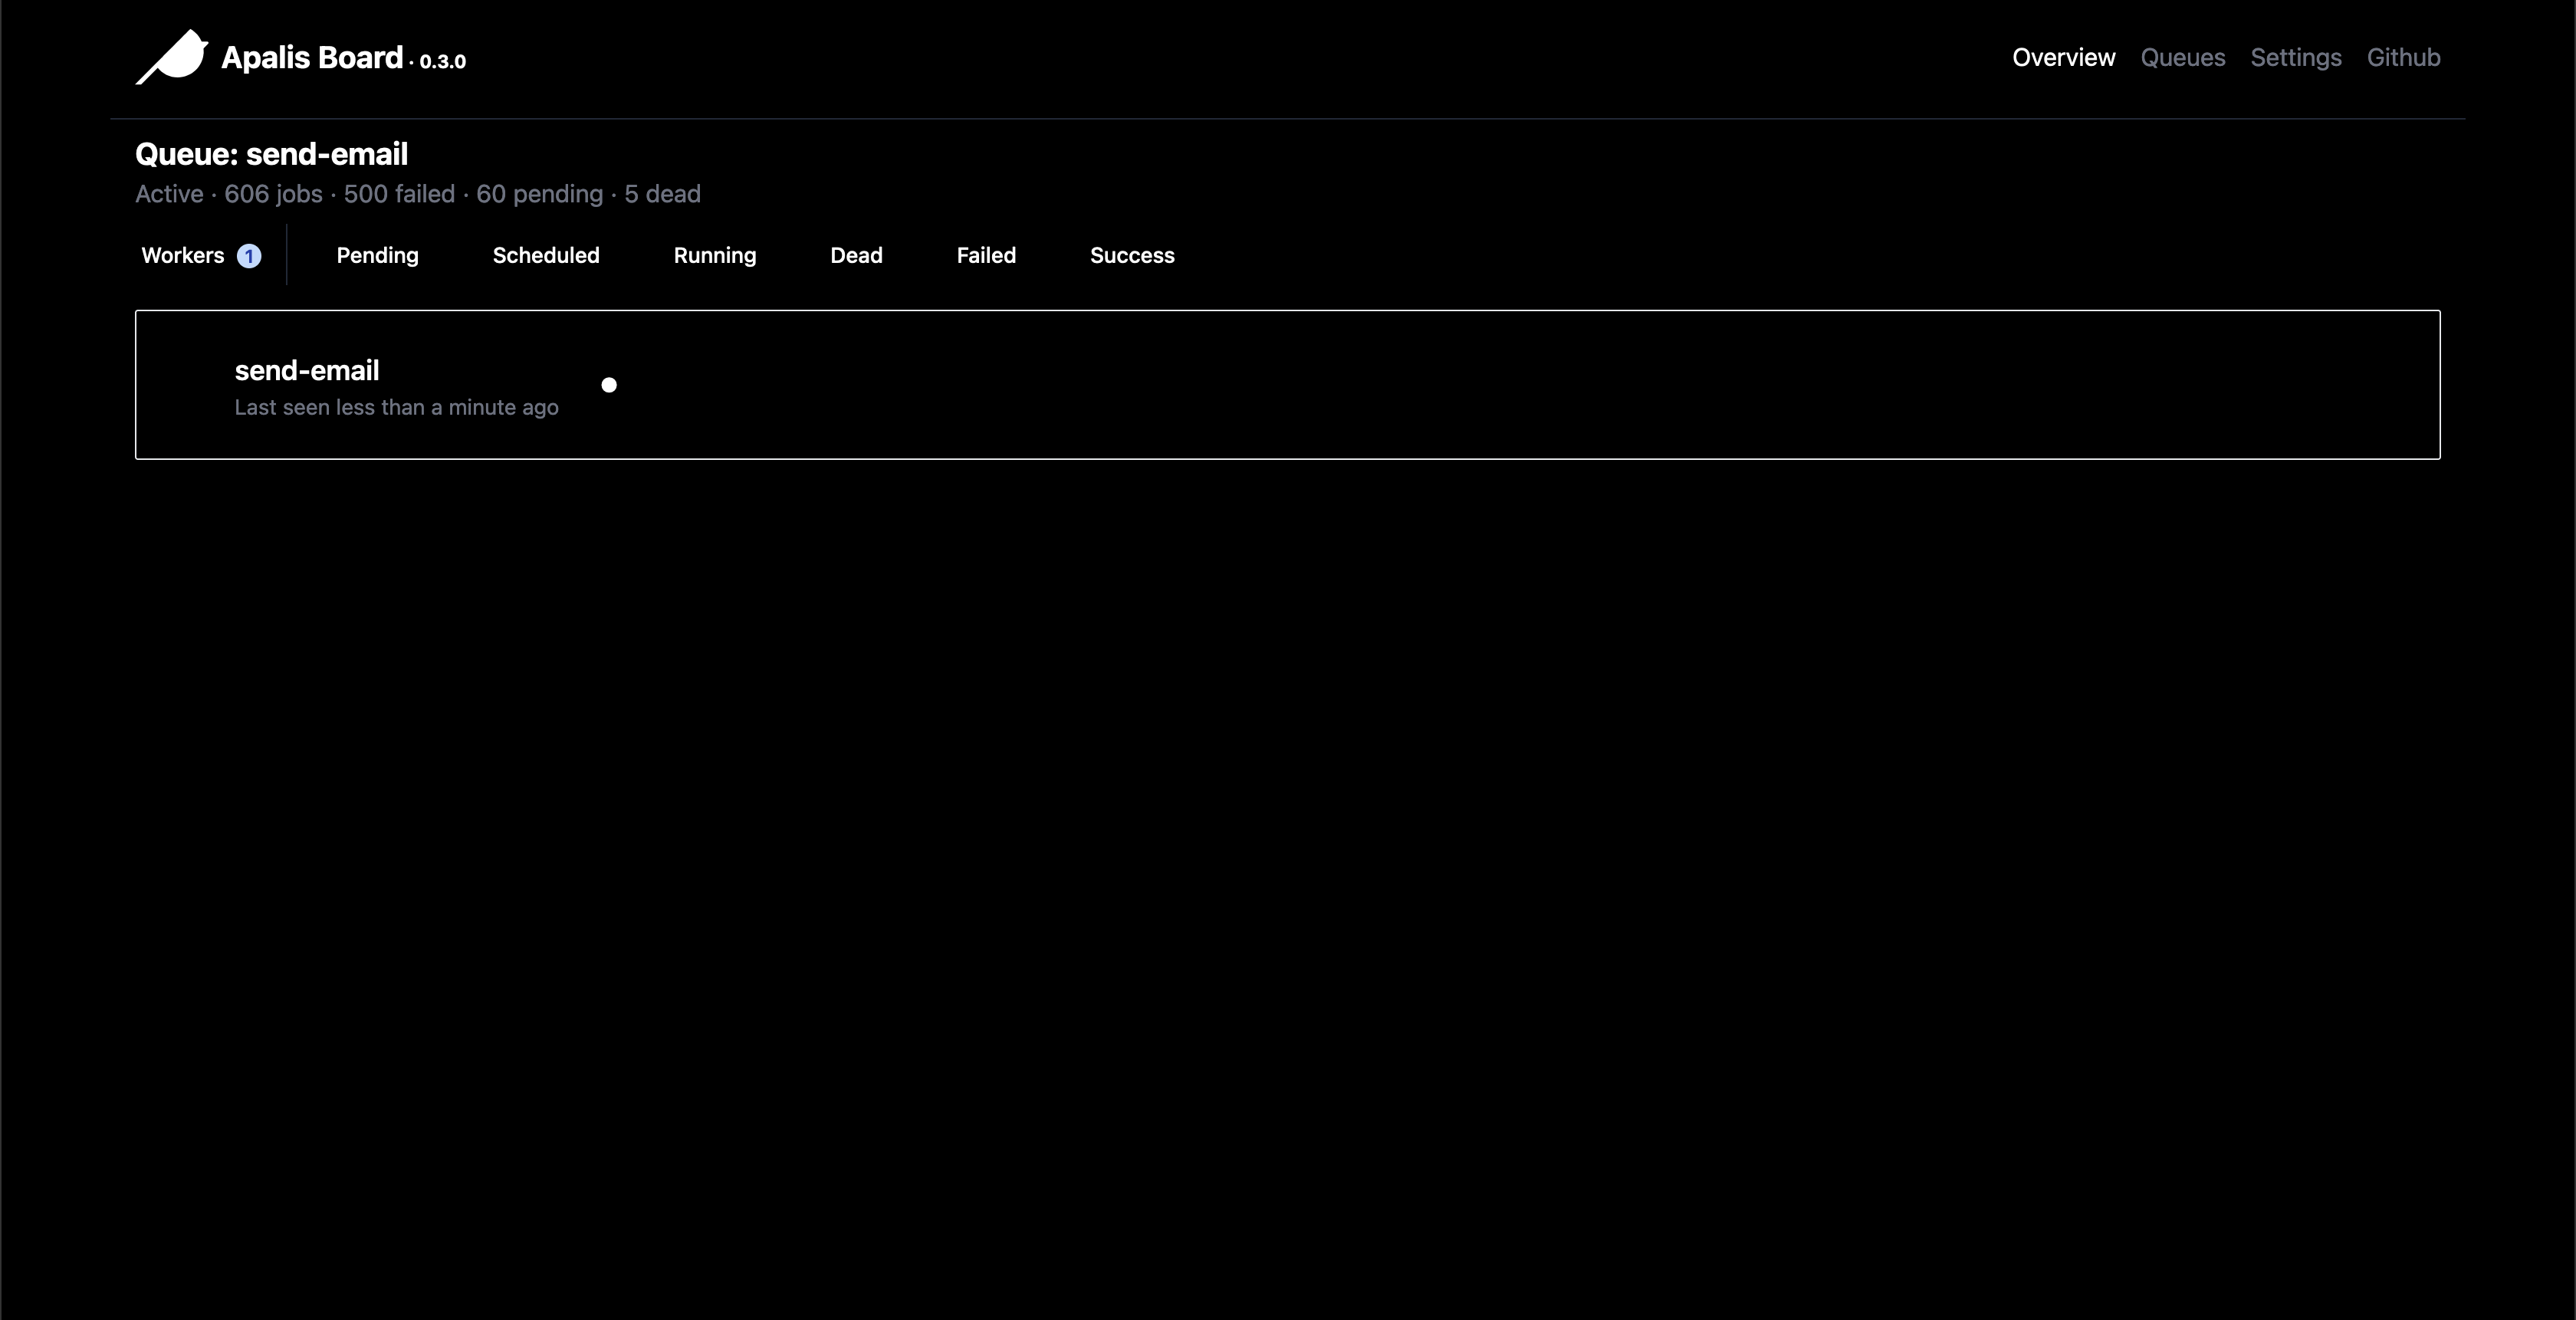 Apalis Board · 0.3.0
Overview Queues Settings Github
Queue: send-email
Active · 606 jobs · 500 failed · 60 pending · 5 dead
Workers 1 Pending Scheduled Running Dead Failed Success
send-email
Last seen less than a minute ago